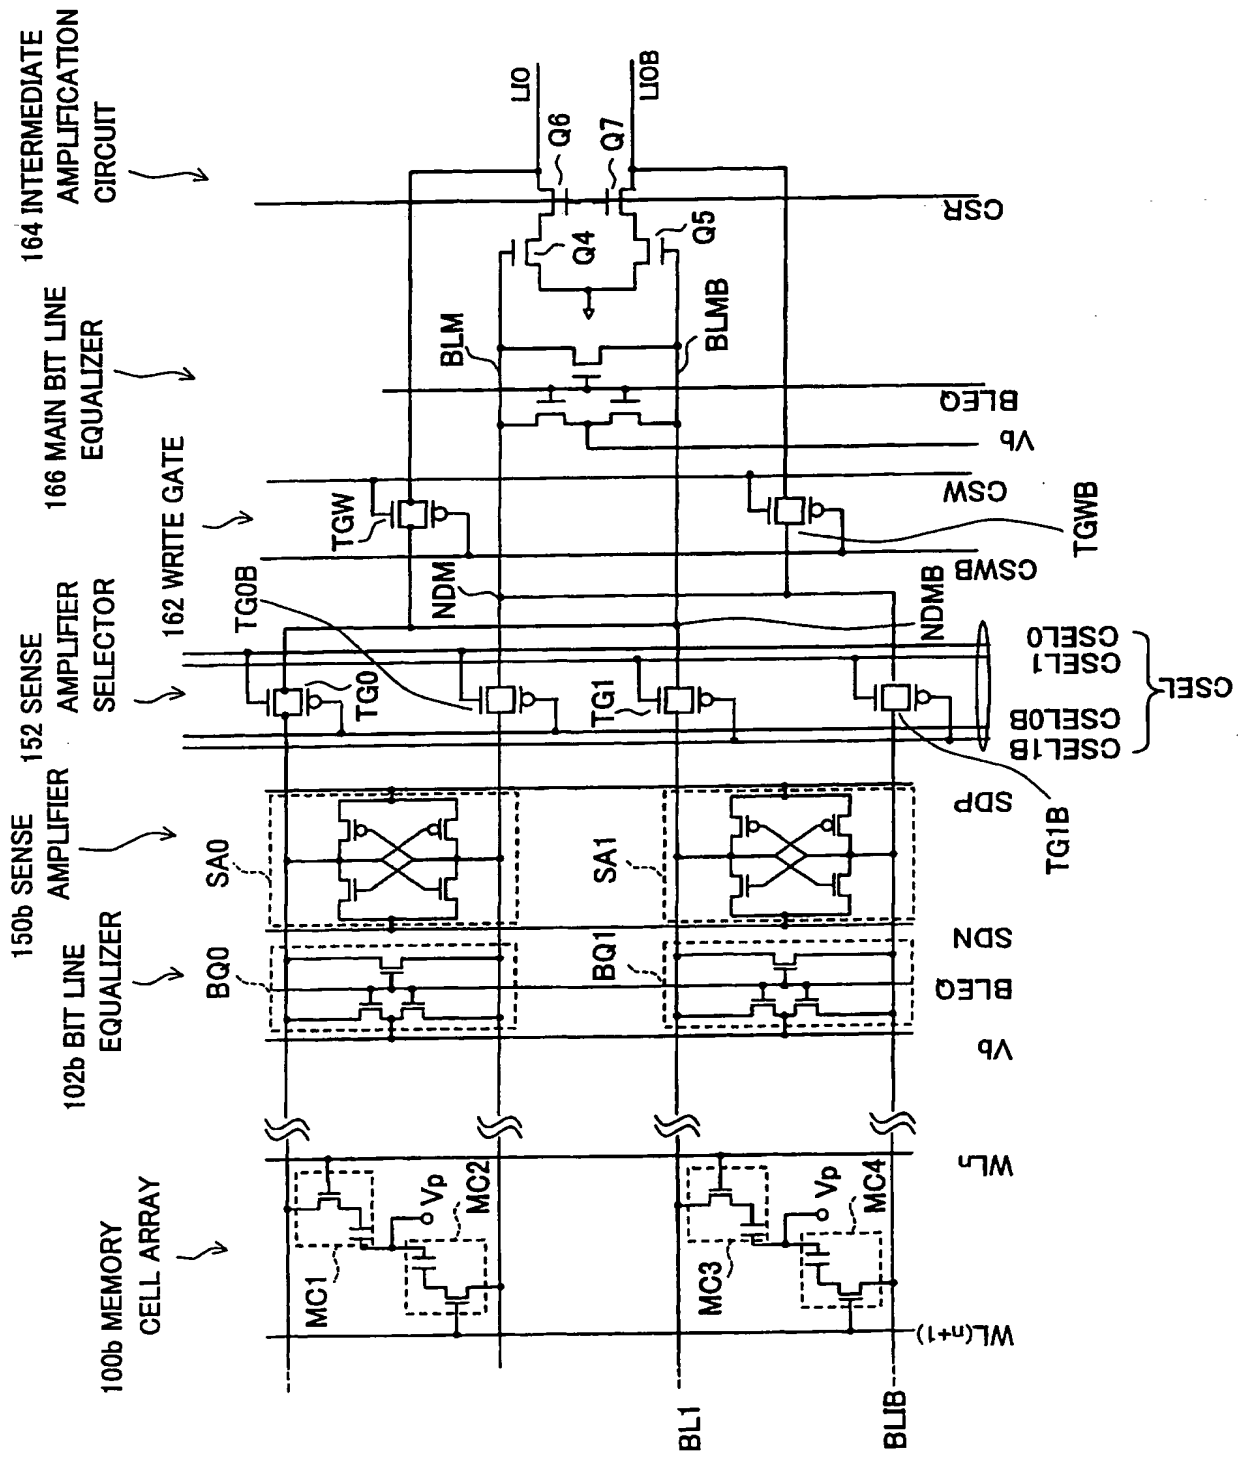 100b MEMORY
CELL ARRAY
102b BIT LINE
EQUALIZER
150b SENSE
AMPLIFIER
152 SENSE
AMPLIFIER
SELECTOR
162 WRITE GATE
166 MAIN BIT LINE
EQUALIZER
164 INTERMEDIATE
AMPLIFICATION
CIRCUIT
MC1
MC2
Vp
BQ0
SA0
TG0
TG0B
TGW
NDM
BLM
LIO
Q6
Q4
Q7
Q5
LIOB
BLMB
MC3
MC4
Vp
BQ1
SA1
TG1
TG1B
NDMB
TGWB
BL1
BLIB
WL(n+1)
WLn
Vb
BLEQ
SDN
SDP
CSEL1B
CSEL0B
CSEL1
CSEL0
CSEL
CSWB
CSW
Vb
BLEQ
CSR